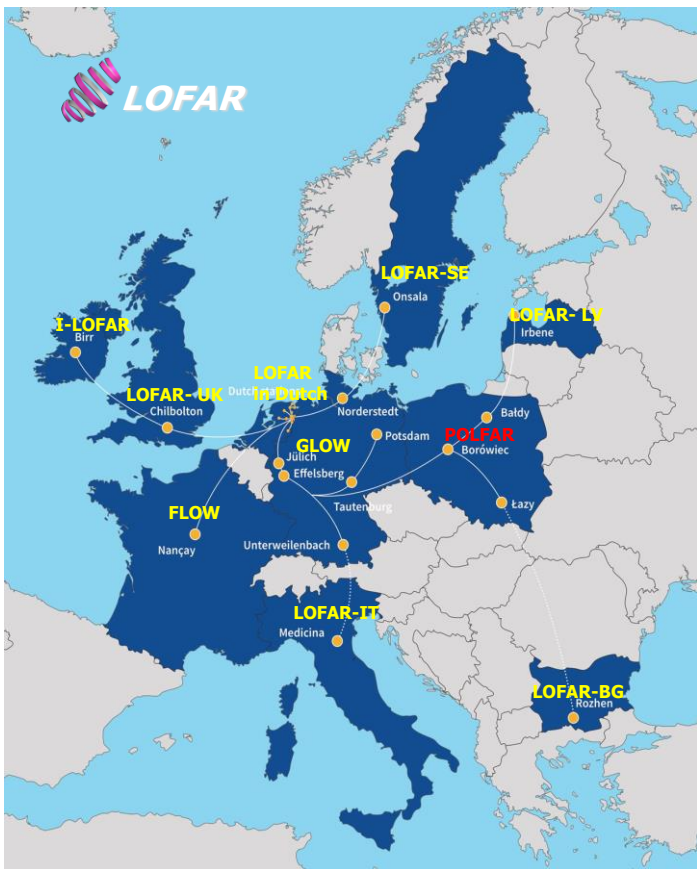 LOFAR
LOFAR-SE
Onsala
I-LOFAR
Birr
LOFAR- LV
Irbene
LOFAR- UK
Chilbolton
LOFAR
in Dutch
Dutch
Norderstedt
Bałdy
POLFAR
Borówiec
Potsdam
GLOW
Jülich
Effelsberg
Tautenburg
Łazy
FLOW
Nançay
Unterweilenbach
LOFAR-IT
Medicina
LOFAR-BG
Rozhen